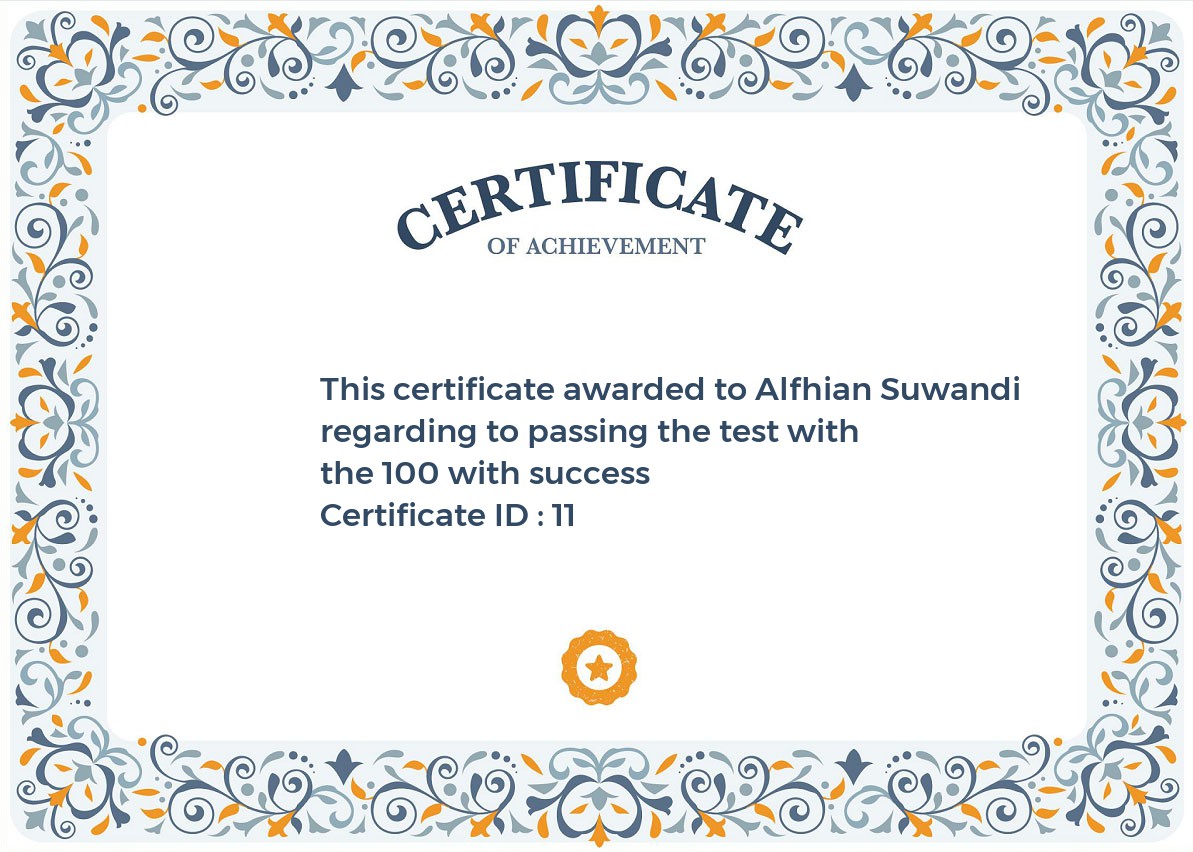 CERTIFICATE
OF ACHIEVEMENT
This certificate awarded to Alfhian Suwandi
regarding to passing the test with
the 100 with success
Certificate ID : 11